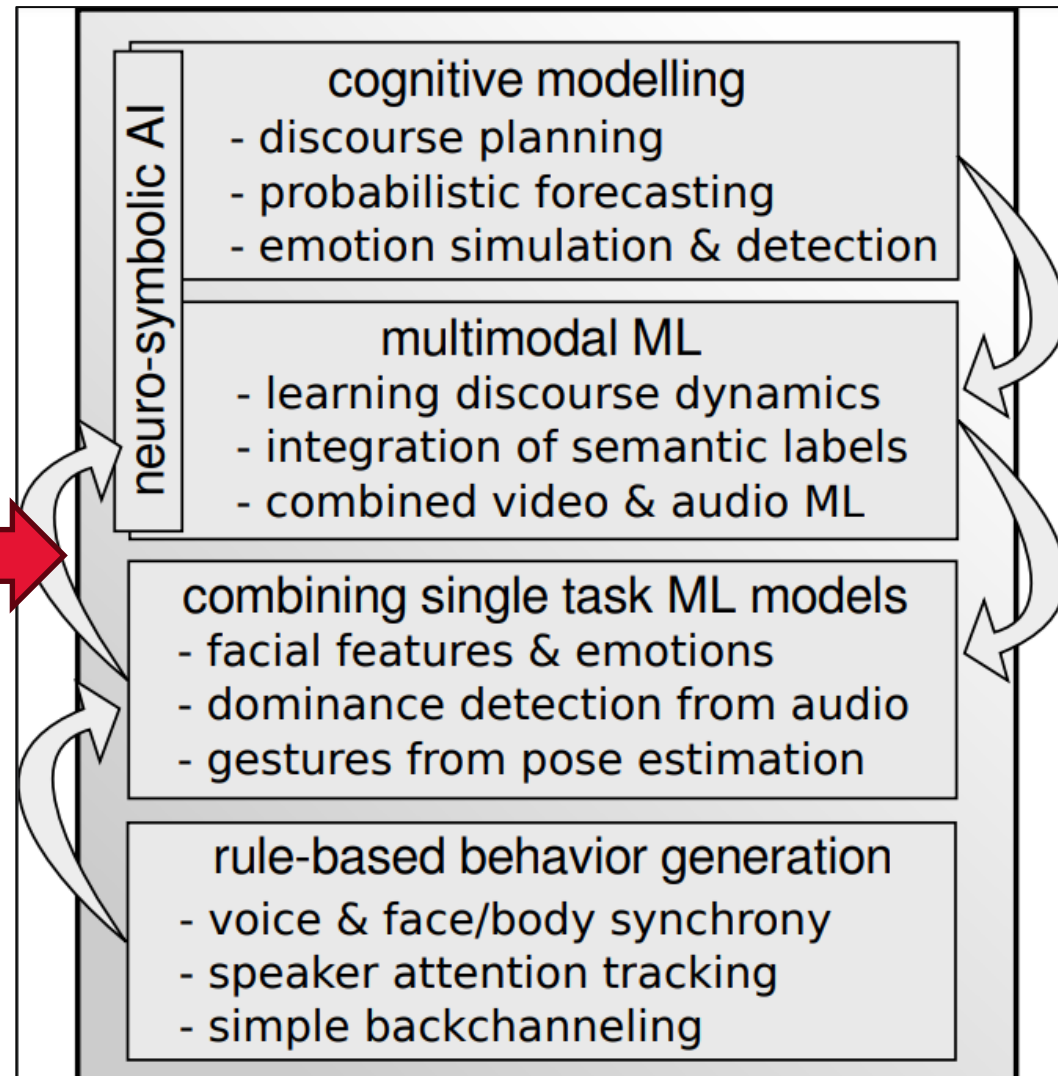 neuro-symbolic AI
cognitive modelling
- discourse planning
- probabilistic forecasting
- emotion simulation & detection
multimodal ML
- learning discourse dynamics
- integration of semantic labels
- combined video & audio ML
combining single task ML models
- facial features & emotions
- dominance detection from audio
- gestures from pose estimation
rule-based behavior generation
- voice & face/body synchrony
- speaker attention tracking
- simple backchanneling